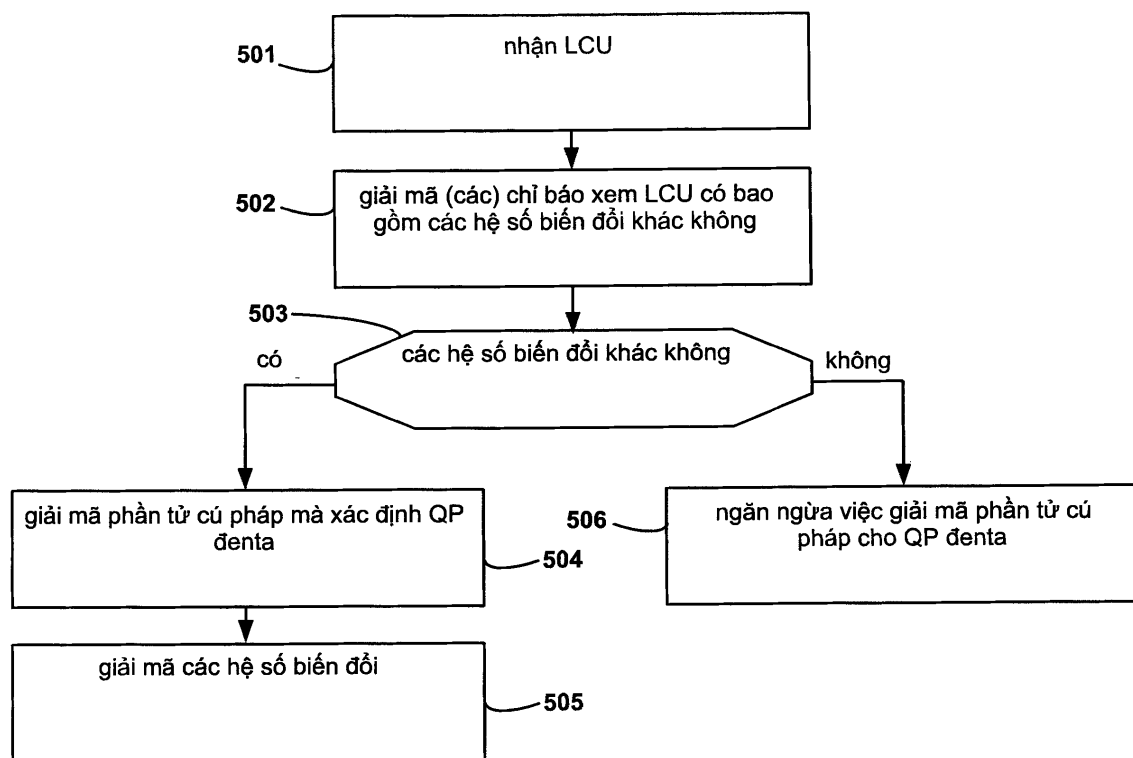 501
nhận LCU
502
giải mã (các) chỉ báo xem LCU có bao
gồm các hệ số biến đổi khác không
503
các hệ số biến đổi khác không
có
không
giải mã phần tử cú pháp mà xác định QP
đenta
504
506
ngăn ngừa việc giải mã phần tử cú
pháp cho QP đenta
giải mã các hệ số biến đổi
505